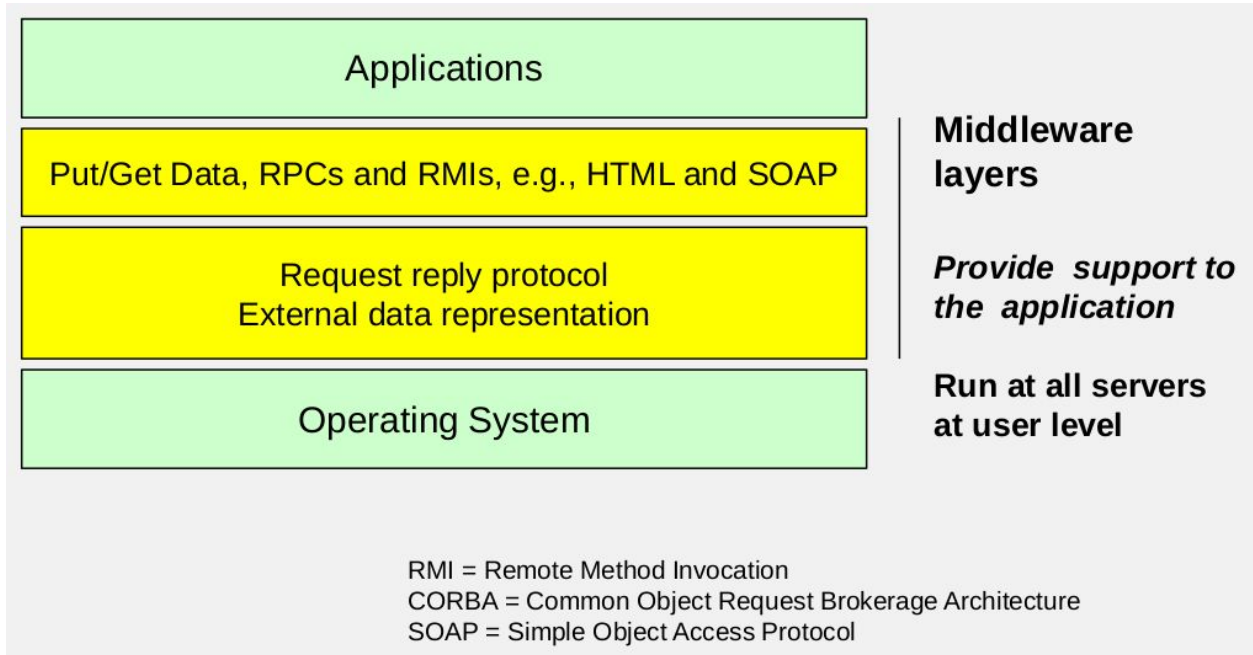 Applications
Put/Get Data, RPCs and RMIs, e.g., HTML and SOAP
Request reply protocol
External data representation
Operating System
Middleware
layers
Provide support to
the application
Run at all servers
at user level
RMI = Remote Method Invocation
CORBA = Common Object Request Brokerage Architecture
SOAP = Simple Object Access Protocol